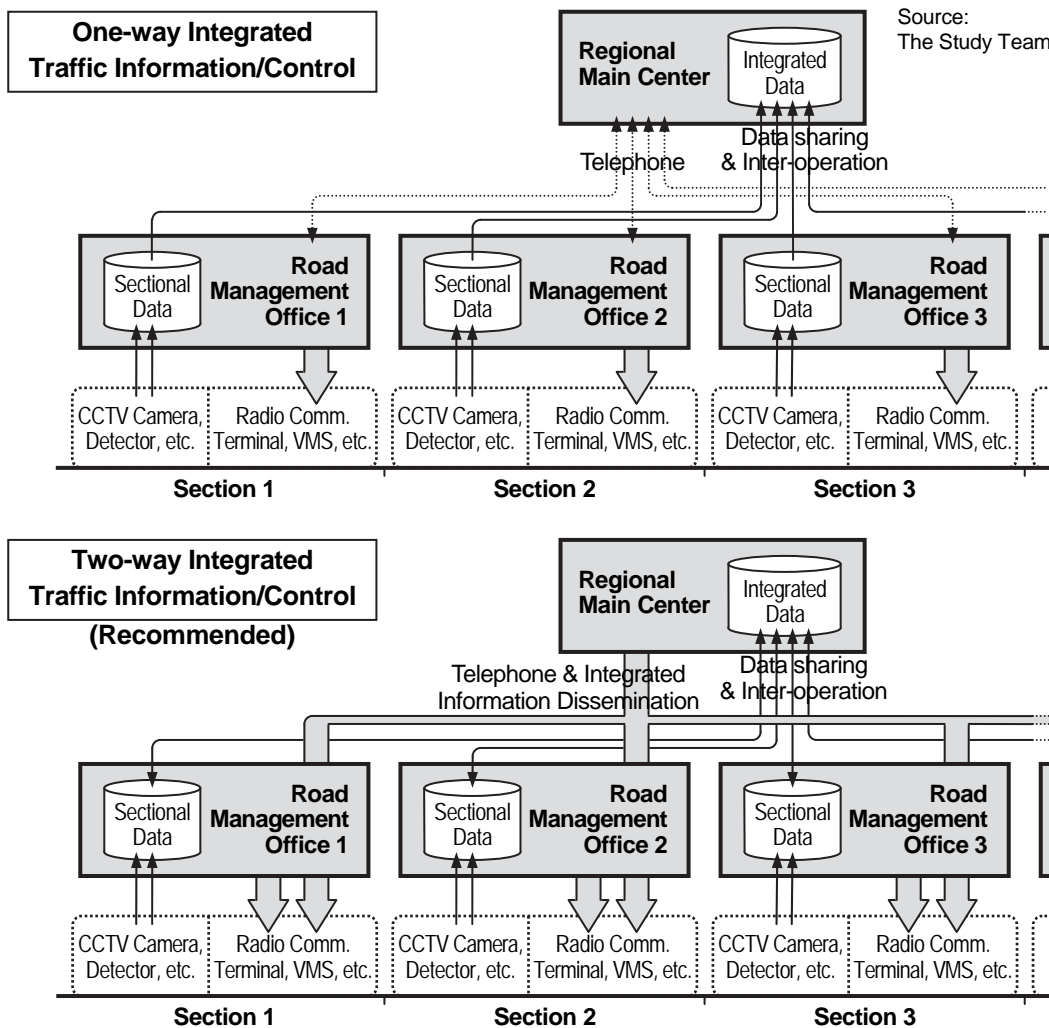 One-way Integrated
Traffic Information/Control
Source:
The Study Team
Regional
Main Center
Integrated
Data
Telephone
Data sharing
& Inter-operation
Sectional
Data
Road
Management
Office 1
Sectional
Data
Road
Management
Office 2
Sectional
Data
Road
Management
Office 3
CCTV Camera,
Detector, etc.
Radio Comm.
Terminal, VMS, etc.
CCTV Camera,
Detector, etc.
Radio Comm.
Terminal, VMS, etc.
CCTV Camera,
Detector, etc.
Radio Comm.
Terminal, VMS, etc.
Section 1
Section 2
Section 3
Two-way Integrated
Traffic Information/Control
(Recommended)
Regional
Main Center
Integrated
Data
Telephone & Integrated
Information Dissemination
Data sharing
& Inter-operation
Sectional
Data
Road
Management
Office 1
Sectional
Data
Road
Management
Office 2
Sectional
Data
Road
Management
Office 3
CCTV Camera,
Detector, etc.
Radio Comm.
Terminal, VMS, etc.
CCTV Camera,
Detector, etc.
Radio Comm.
Terminal, VMS, etc.
CCTV Camera,
Detector, etc.
Radio Comm.
Terminal, VMS, etc.
Section 1
Section 2
Section 3